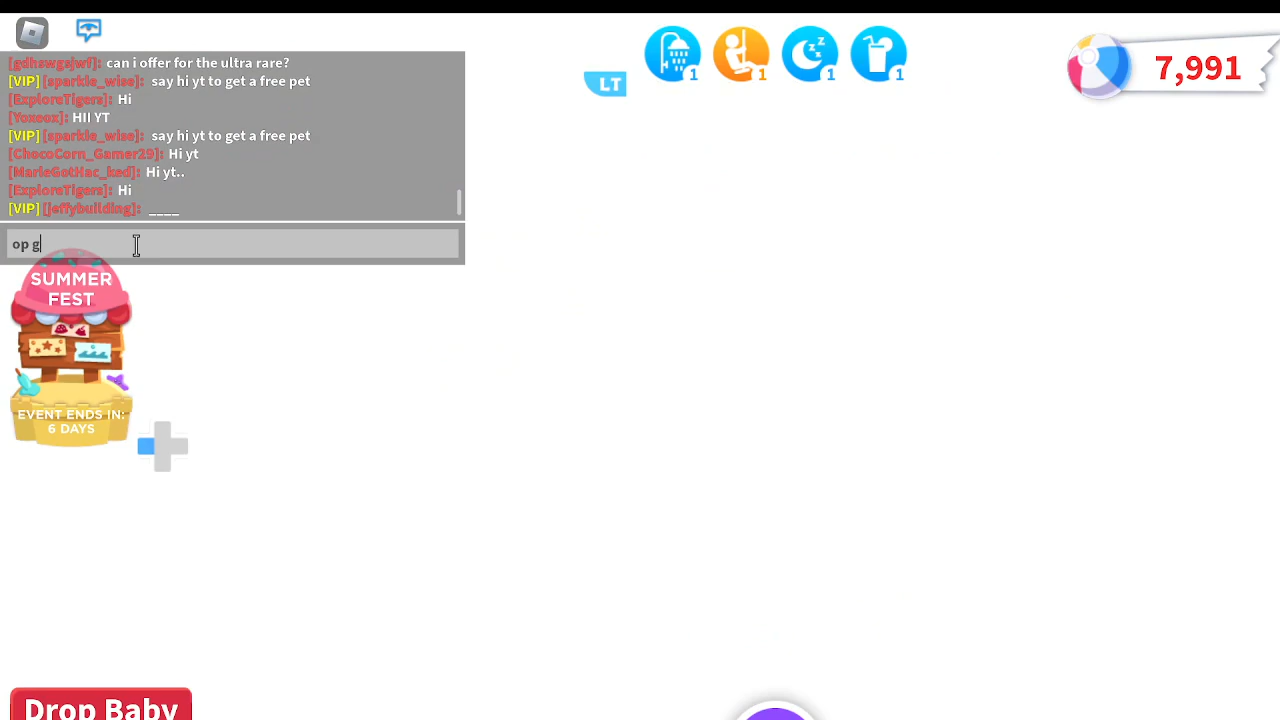 [gdhswgsjwf]: can i offer for the ultra rare?
[VIP] [sparkle_wise]: say hi yt to get a free pet
[ExploreTigers]: Hi
[Yoxeox]: HII YT
[VIP] [sparkle_wise]: say hi yt to get a free pet
[ChocoCorn_Gamer29]: Hi yt
[MarieGotHac_ked]: Hi yt..
[ExploreTigers]: Hi
[VIP] [jeffybuilding]: ____
op g
SUMMER
FEST
EVENT ENDS IN:
6 DAYS
LT
1
1
z z
1
1
7,991
Drop Baby